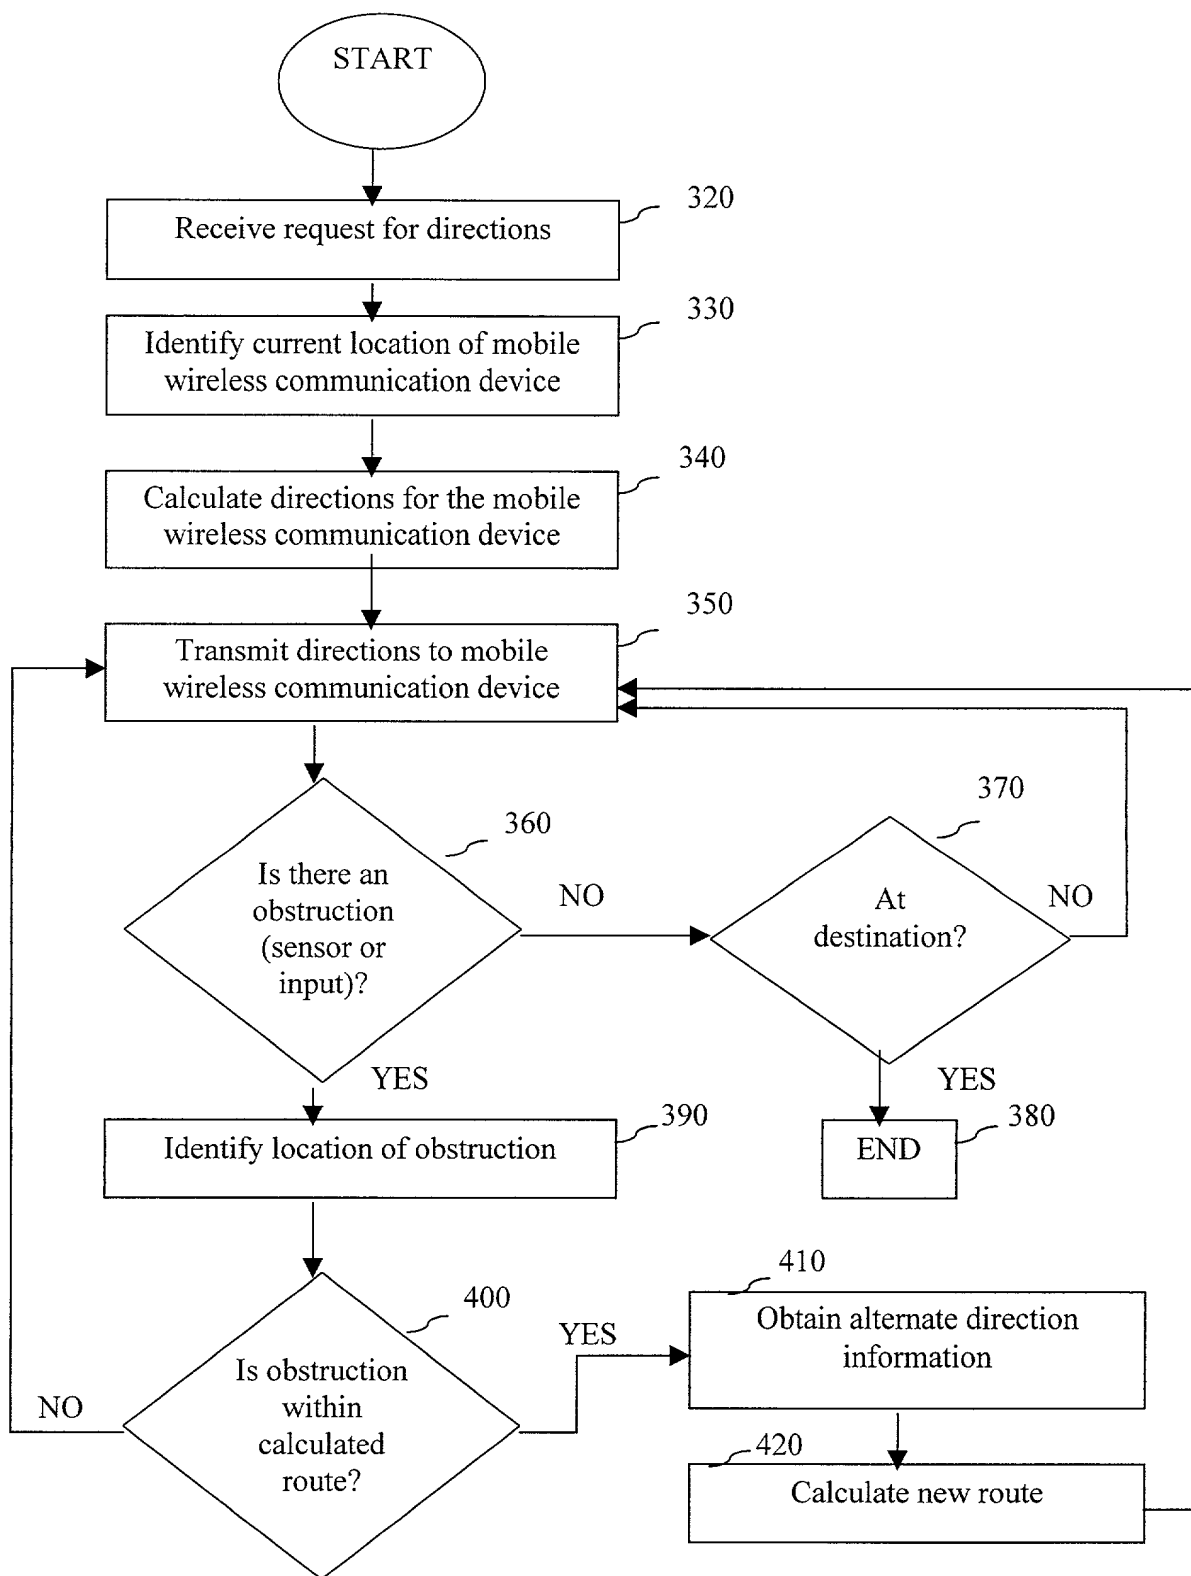 START
320
Receive request for directions
330
Identify current location of mobile
wireless communication device
340
Calculate directions for the mobile
wireless communication device
350
Transmit directions to mobile
wireless communication device
360
Is there an
obstruction
(sensor or
input)?
NO
370
At
destination?
NO
YES
YES
390
Identify location of obstruction
380
END
400
Is obstruction
within
calculated
route?
NO
YES
410
Obtain alternate direction
information
420
Calculate new route